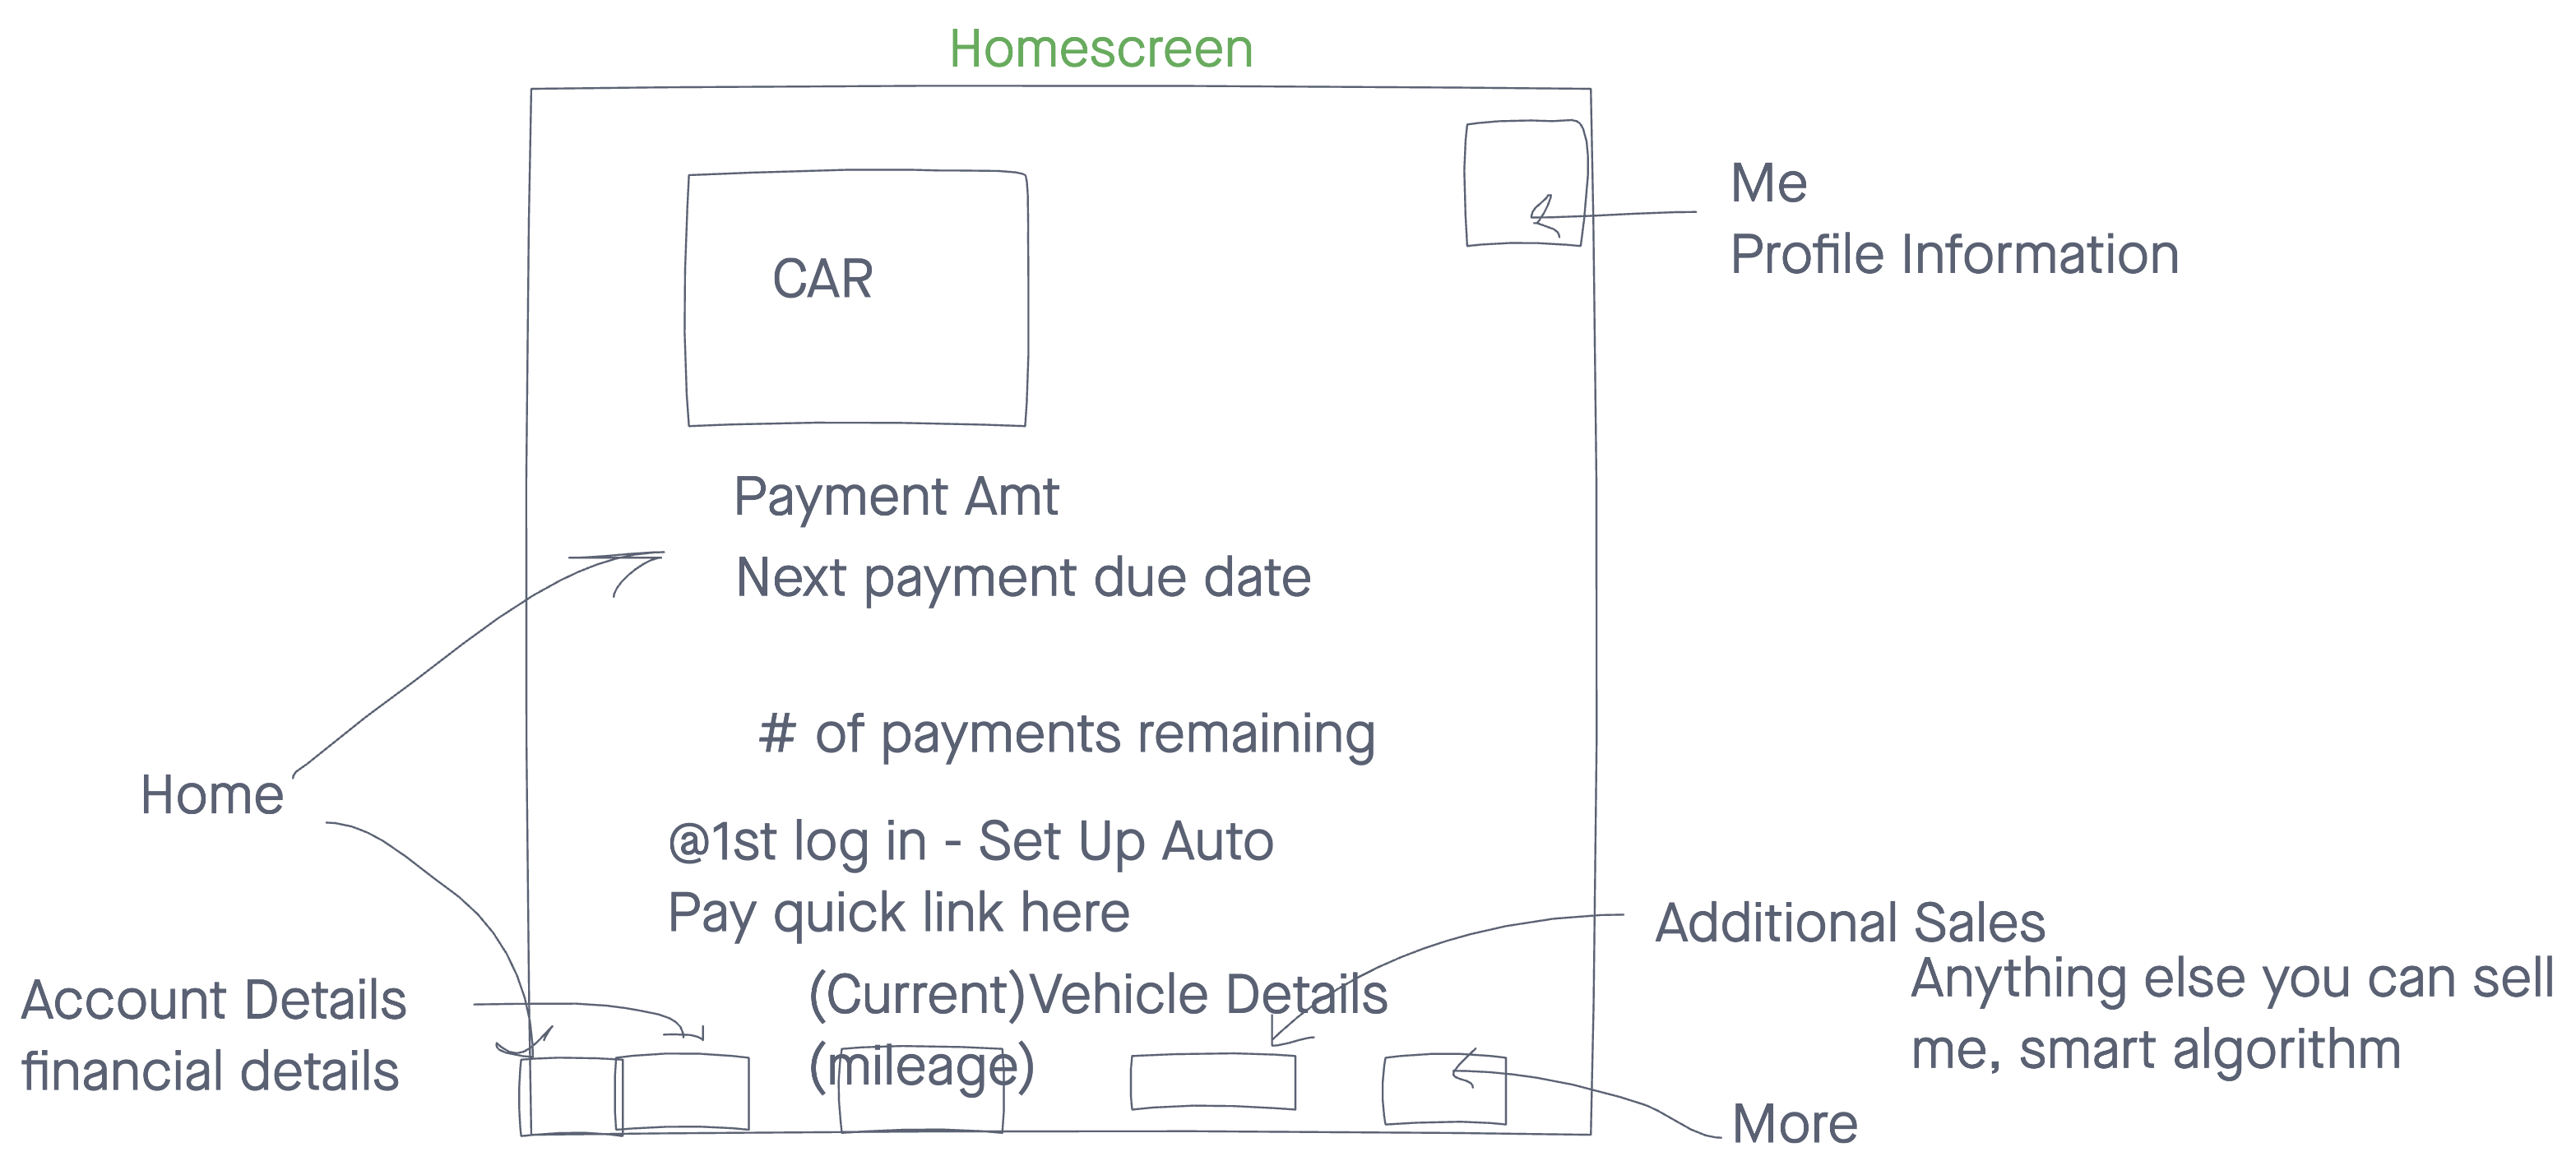 Homescreen
Me
Profile Information
CAR
Payment Amt
Next payment due date
# of payments remaining
Home
@1st log in - Set Up Auto
Pay quick link here
Additional Sales
Anything else you can sell
me, smart algorithm
(Current)Vehicle Details
(mileage)
Account Details
financial details
More